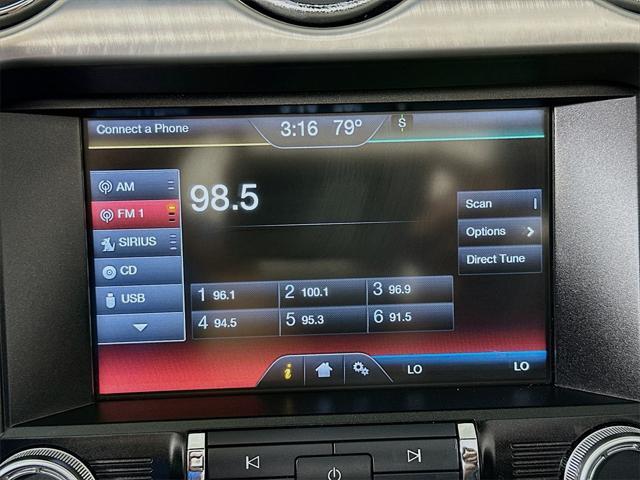 Connect a Phone 3:16 79° S
AM
98.5
FM 1
SIRIUS
CD
USB
Scan
Options
Direct Tune
1 96.1 2 100.1 3 96.9
4 94.5 5 95.3 6 91.5
i LO LO